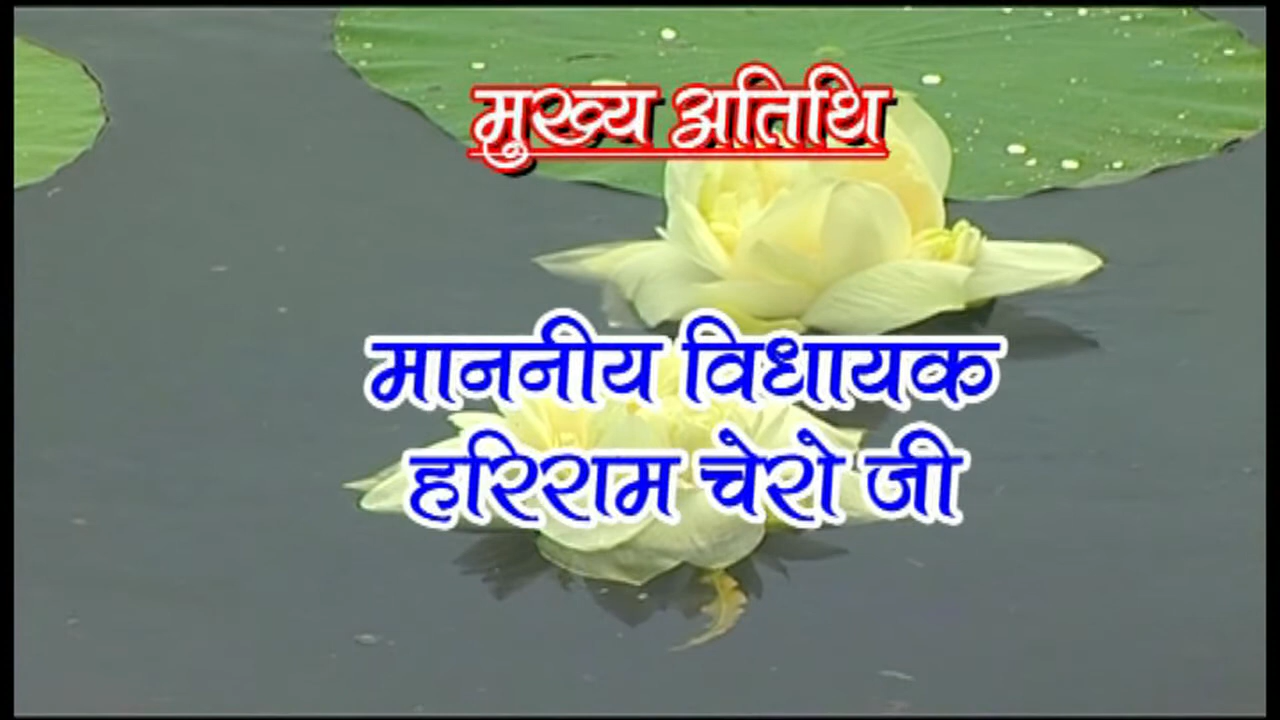 मुख्य अतिथि
माननीय विधायक
हरिराम चेरो जी